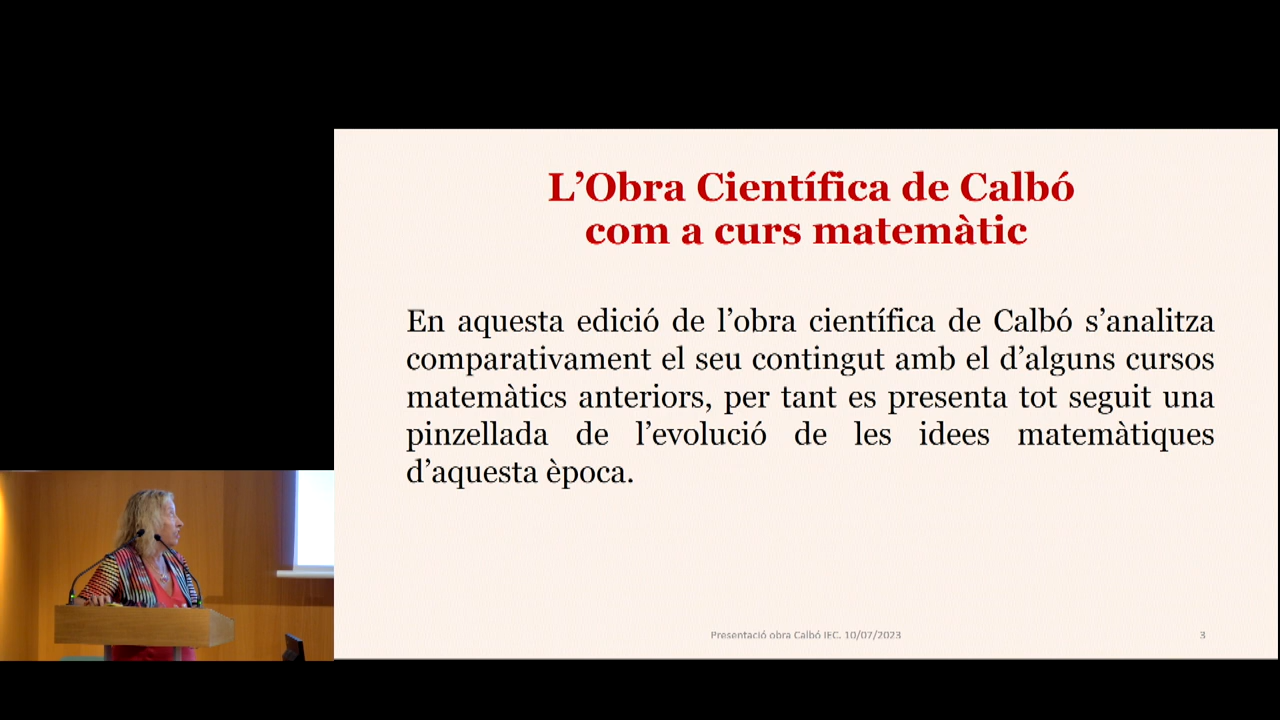 L’Obra Científica de Calbó
com a curs matemàtic
En aquesta edició de l’obra científica de Calbó s’analitza
comparativament el seu contingut amb el d’alguns cursos
matemàtics anteriors, per tant es presenta tot seguit una
pinzellada de l’evolució de les idees matemàtiques
d’aquesta època.
Presentació obra Calbó IEC. 10/07/2023
3